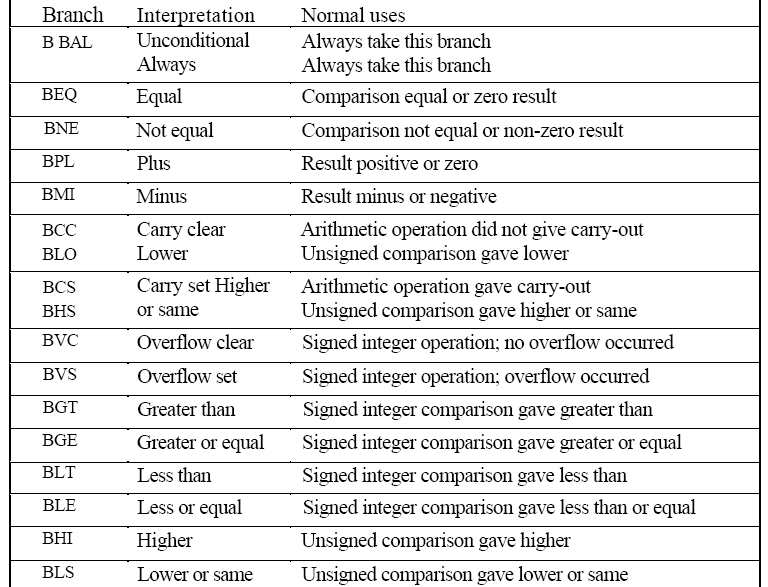 Branch Interpretation Normal uses
B BAL Unconditional Always take this branch
Always Always take this branch
BEQ Equal Comparison equal or zero result
BNE Not equal Comparison not equal or non-zero result
BPL Plus Result positive or zero
BMI Minus Result minus or negative
BCC Carry clear Arithmetic operation did not give carry-out
BLO Lower Unsigned comparison gave lower
BCS Carry set Higher Arithmetic operation gave carry-out
BHS or same Unsigned comparison gave higher or same
BVC Overflow clear Signed integer operation; no overflow occurred
BVS Overflow set Signed integer operation; overflow occurred
BGT Greater than Signed integer comparison gave greater than
BGE Greater or equal Signed integer comparison gave greater or equal
BLT Less than Signed integer comparison gave less than
BLE Less or equal Signed integer comparison gave less than or equal
BHI Higher Unsigned comparison gave higher
BLS Lower or same Unsigned comparison gave lower or same